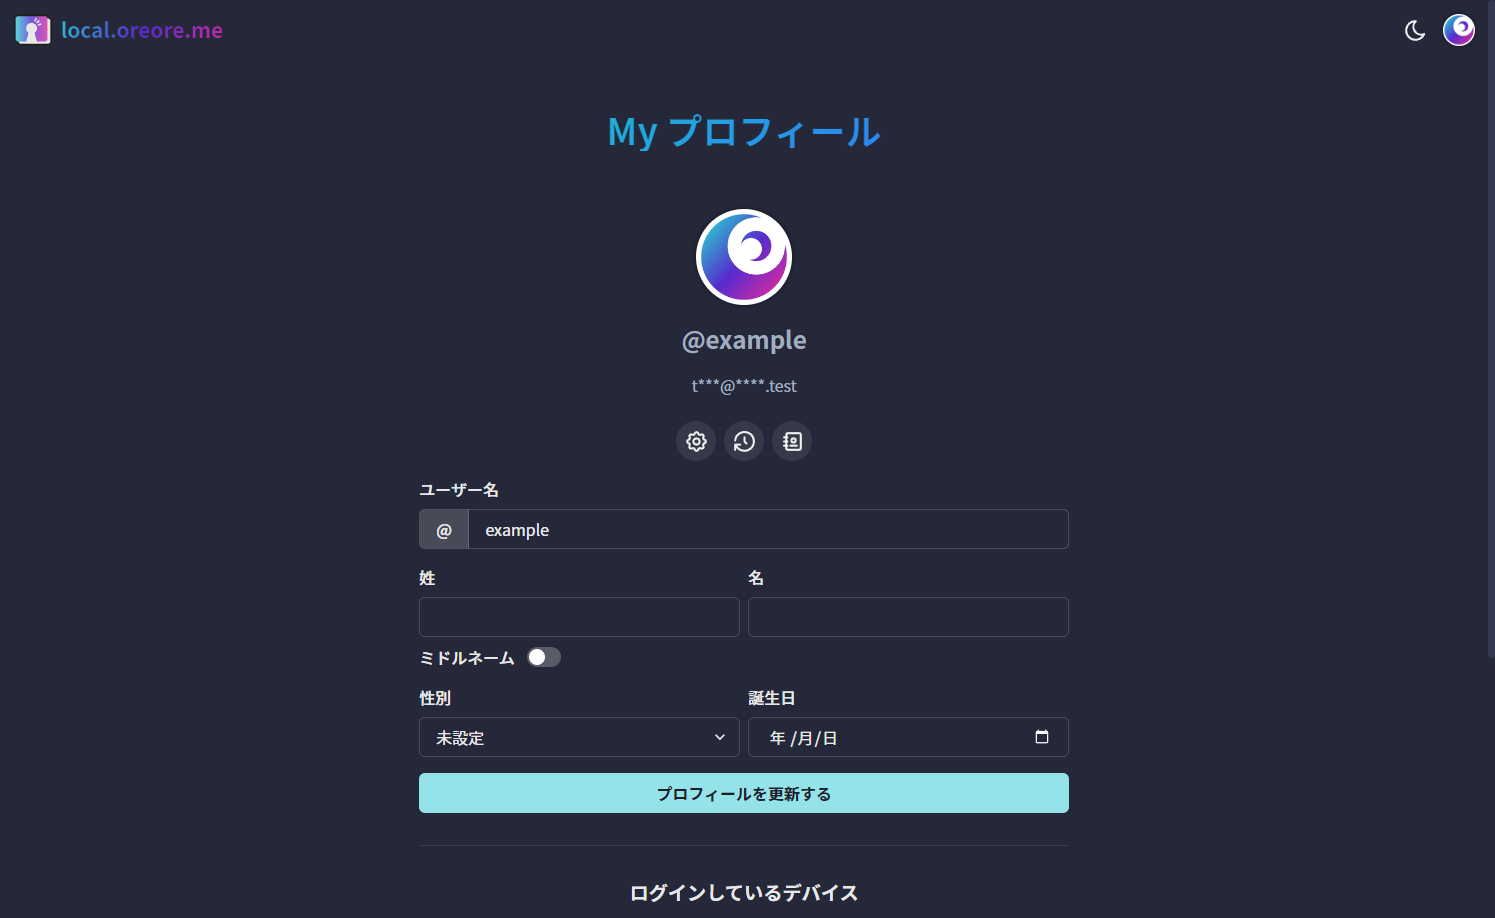 local.oreore.me
My プロフィール
@example
t***@****.test
ユーザー名
@ example
姓 名
ミドルネーム
性別 誕生日
未設定 年 /月/日
プロフィールを更新する
ログインしているデバイス